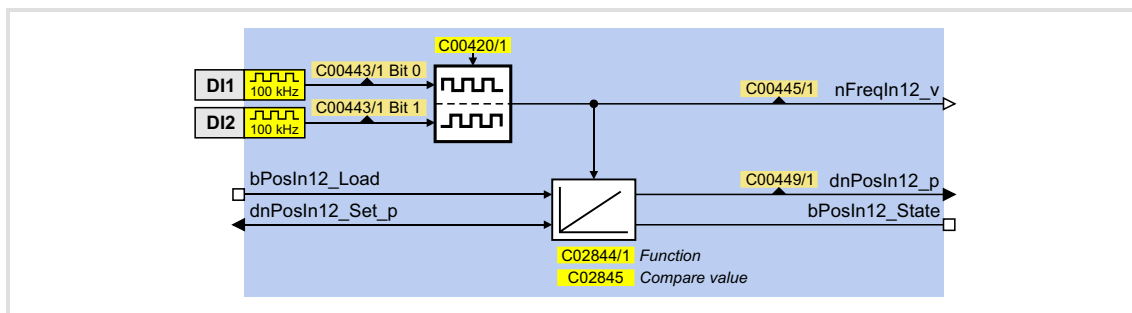 C00420/1
DI1
100 kHz
C00443/1 Bit 0
C00445/1
nFreqIn12_v
DI2
100 kHz
C00443/1 Bit 1
bPosIn12_Load
C00449/1
dnPosIn12_p
dnPosIn12_Set_p
bPosIn12_State
C02844/1 Function
C02845 Compare value